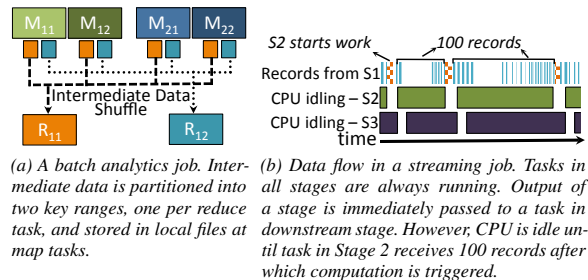 M11 M12 M21 M22
Intermediate Data
Shuffle
R11 R12
(a) A batch analytics job. Inter-
mediate data is partitioned into
two key ranges, one per reduce
task, and stored in local files at
map tasks.
S2 starts work
100 records
Records from S1
CPU idling – S2
CPU idling – S3
time
(b) Data flow in a streaming job. Tasks in
all stages are always running. Output of
a stage is immediately passed to a task in
downstream stage. However, CPU is idle un-
til task in Stage 2 receives 100 records after
which computation is triggered.